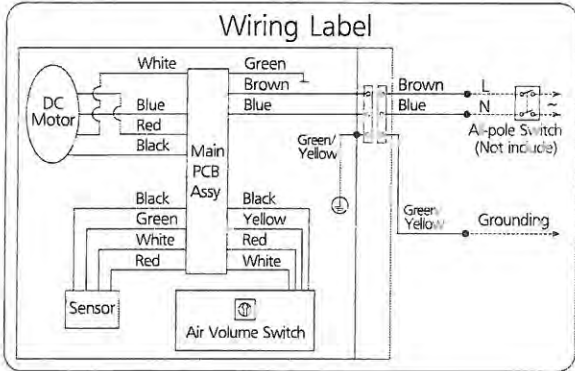 Wiring Label
White
Green
Brown
Brown
L
DC
Motor
Blue
Blue
Blue
N
~
Red
All-pole Switch
(Not include)
Black
Main
PCB
Assy
Green/
Yellow
Black
Black
Green
Yellow
Green/
Yellow
Grounding
White
Red
Red
White
Sensor
Air Volume Switch